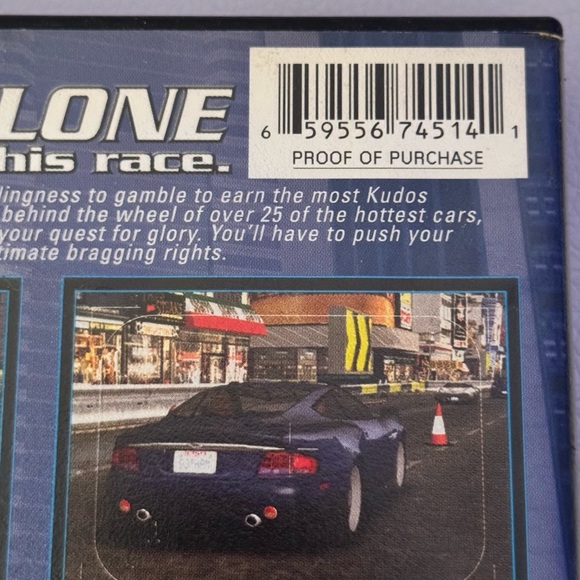 LONE
his race.
6 59556 74514 1
PROOF OF PURCHASE
lingness to gamble to earn the most Kudos
behind the wheel of over 25 of the hottest cars,
your quest for glory. You'll have to push your
timate bragging rights.